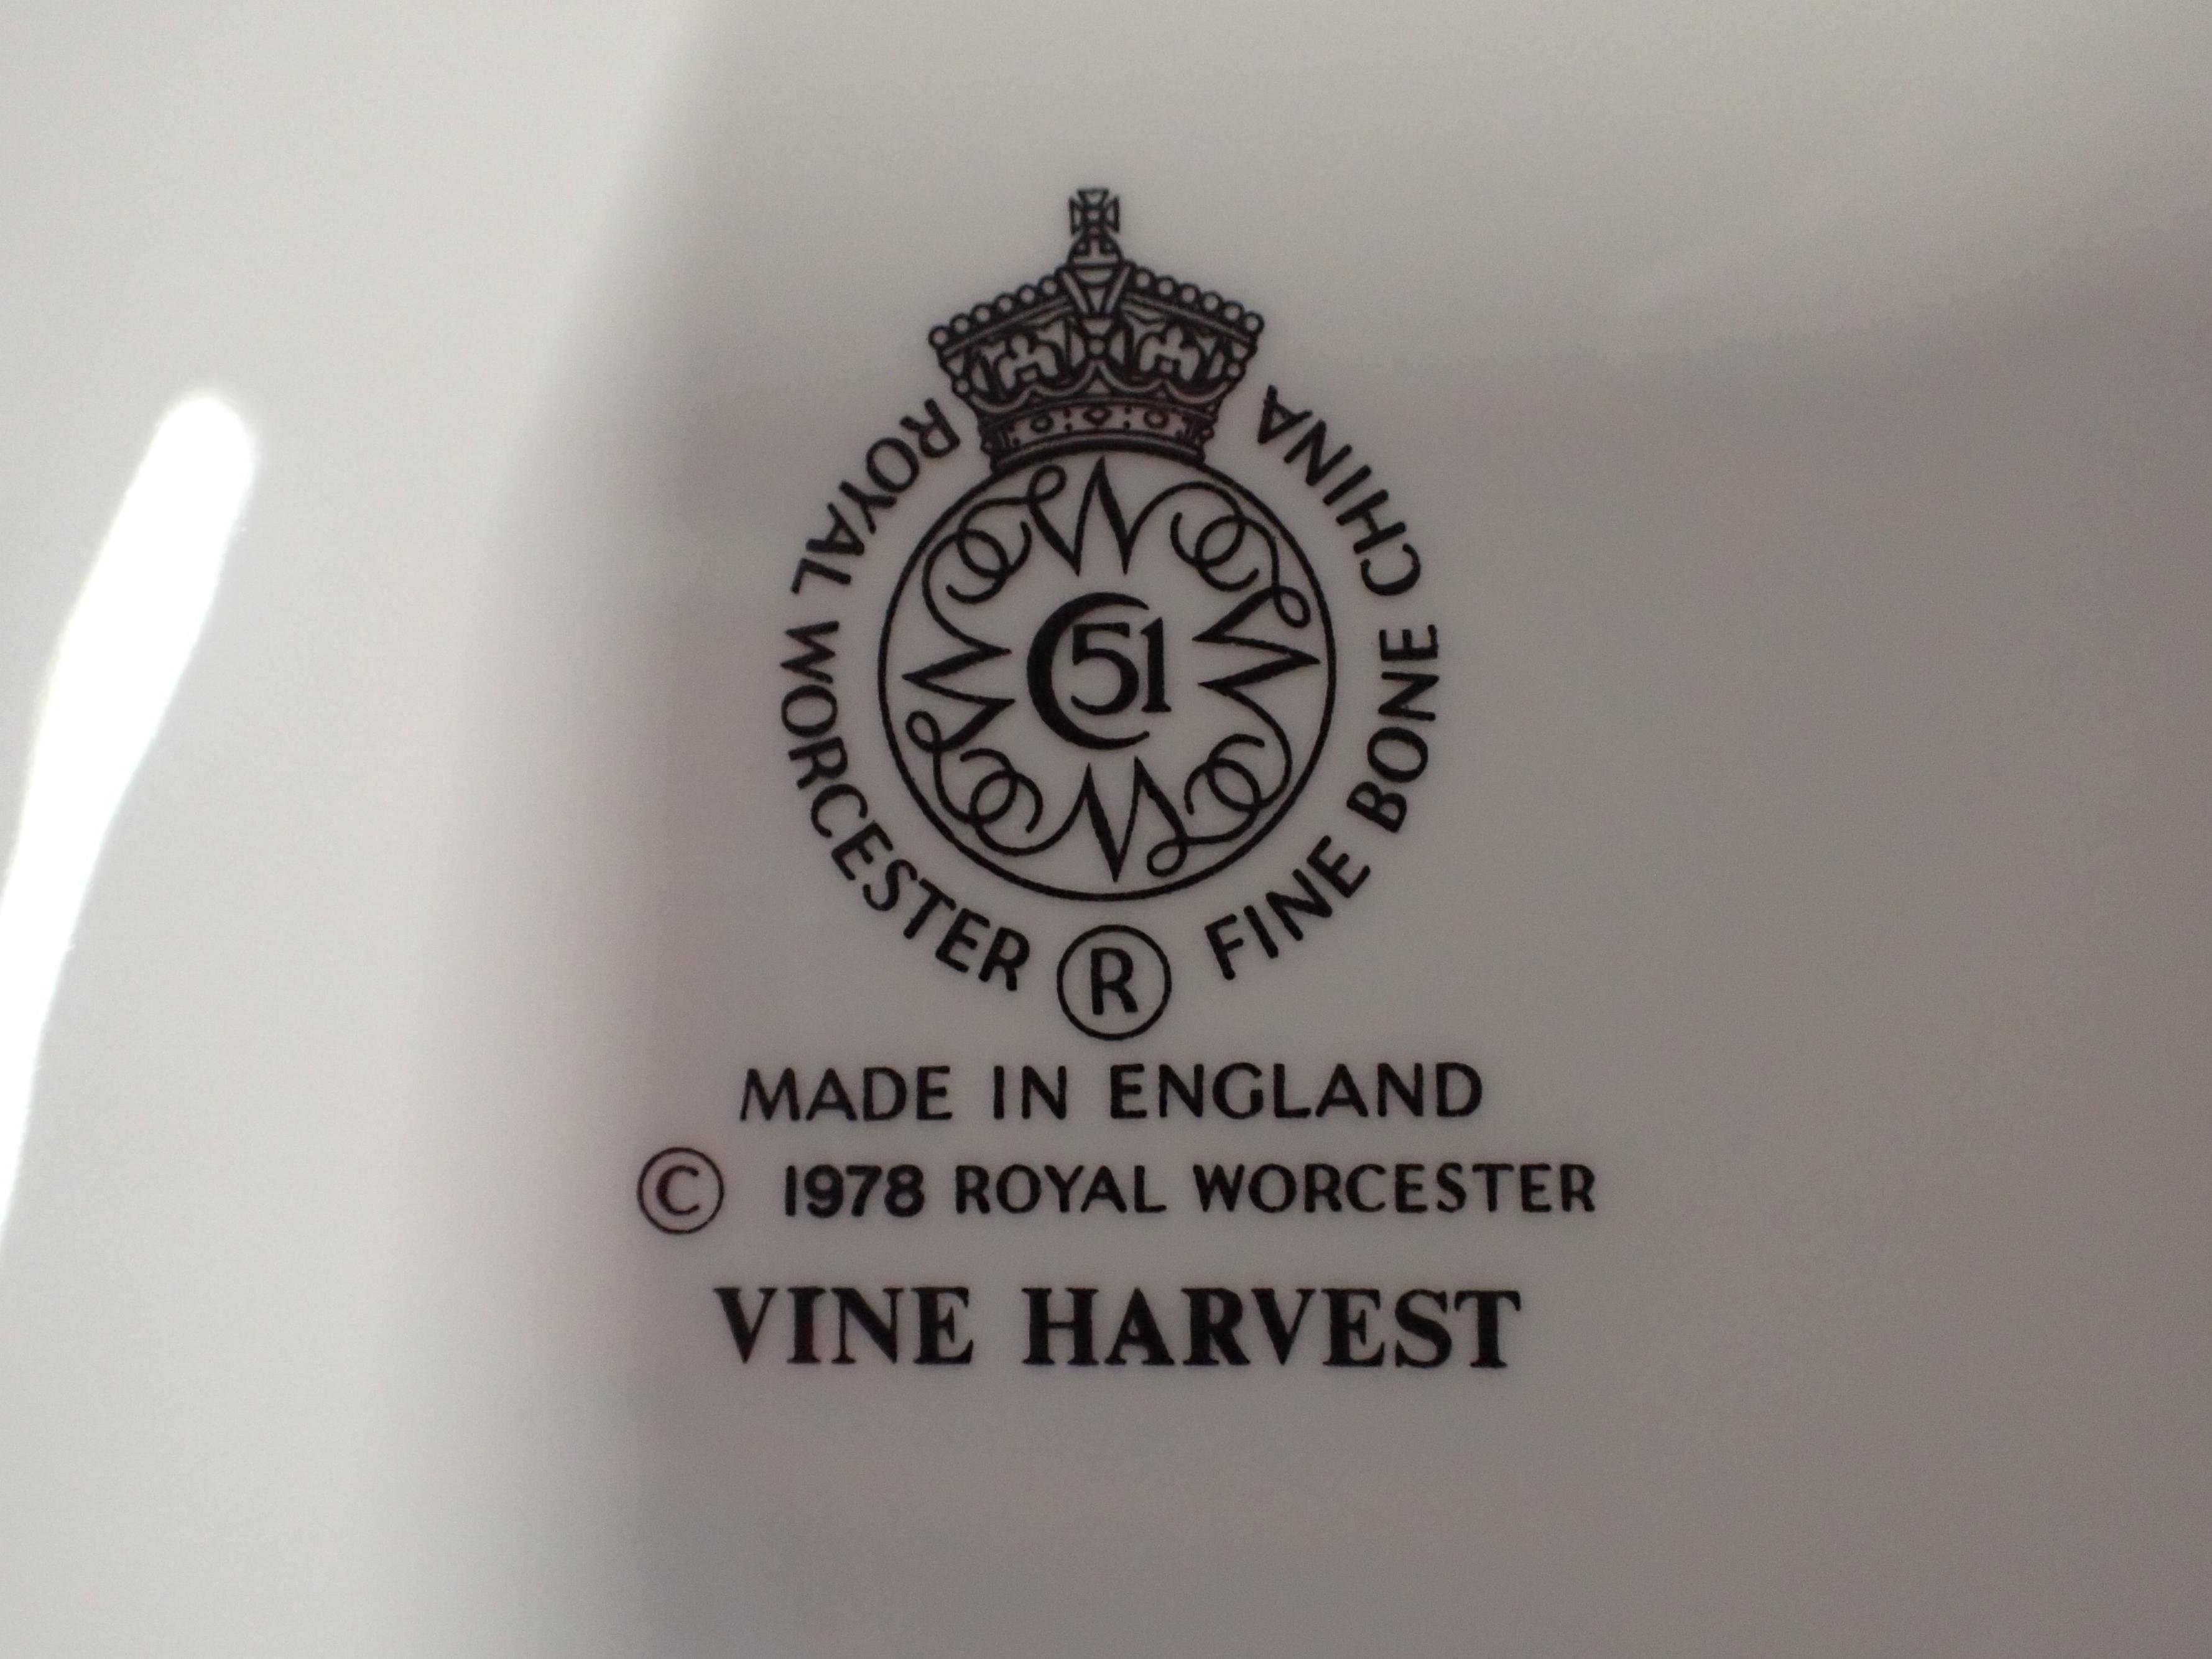 ROYAL WORCESTER ® FINE BONE CHINA
C51
MADE IN ENGLAND
© 1978 ROYAL WORCESTER
VINE HARVEST